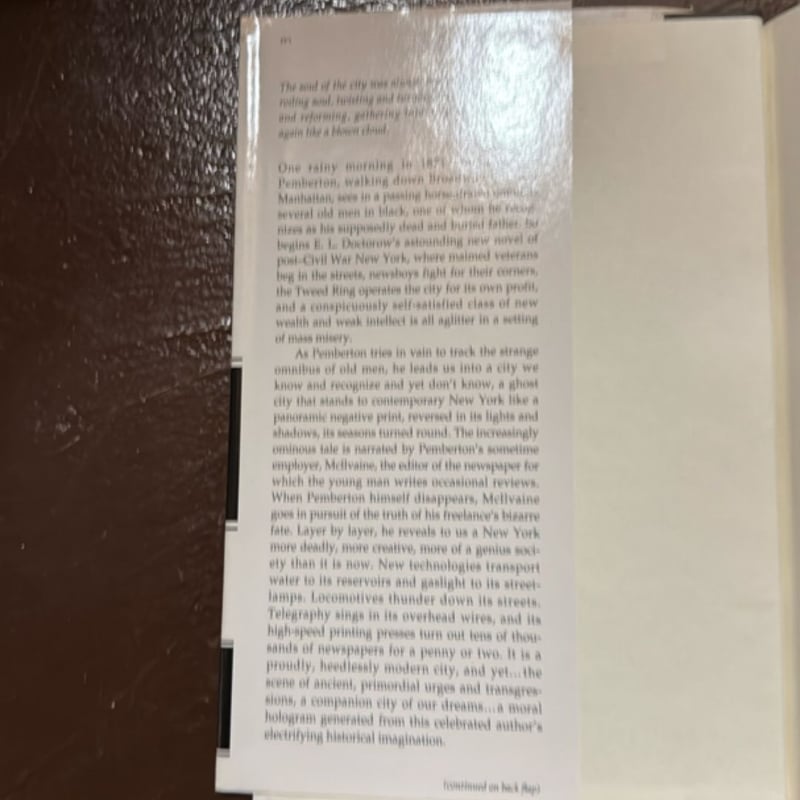 The soul of the city was always
roiling soul, twisting and turning
and reforming, gathering into
again like a blown cloud.
One rainy morning in 1871
Pemberton, walking down Broadway
Manhattan, sees in a passing horse-drawn omnibus
several old men in black, one of whom he recog-
nizes as his supposedly dead and buried father. So
begins E. L. Doctorow's astounding new novel of
post–Civil War New York, where maimed veterans
beg in the streets, newsboys fight for their corners,
the Tweed Ring operates the city for its own profit,
and a conspicuously self-satisfied class of new
wealth and weak intellect is all aglitter in a setting
of mass misery.
As Pemberton tries in vain to track the strange
omnibus of old men, he leads us into a city we
know and recognize and yet don't know, a ghost
city that stands to contemporary New York like a
panoramic negative print, reversed in its lights and
shadows, its seasons turned round. The increasingly
ominous tale is narrated by Pemberton's sometime
employer, McIlvaine, the editor of the newspaper for
which the young man writes occasional reviews.
When Pemberton himself disappears, McIlvaine
goes in pursuit of the truth of his freelance's bizarre
fate. Layer by layer, he reveals to us a New York
more deadly, more creative, more of a genius soci-
ety than it is now. New technologies transport
water to its reservoirs and gaslight to its street-
lamps. Locomotives thunder down its streets.
Telegraphy sings in its overhead wires, and its
high-speed printing presses turn out tens of thou-
sands of newspapers for a penny or two. It is a
proudly, heedlessly modern city, and yet...the
scene of ancient, primordial urges and transgres-
sions, a companion city of our dreams...a moral
hologram generated from this celebrated author's
electrifying historical imagination.
(continued on back flap)